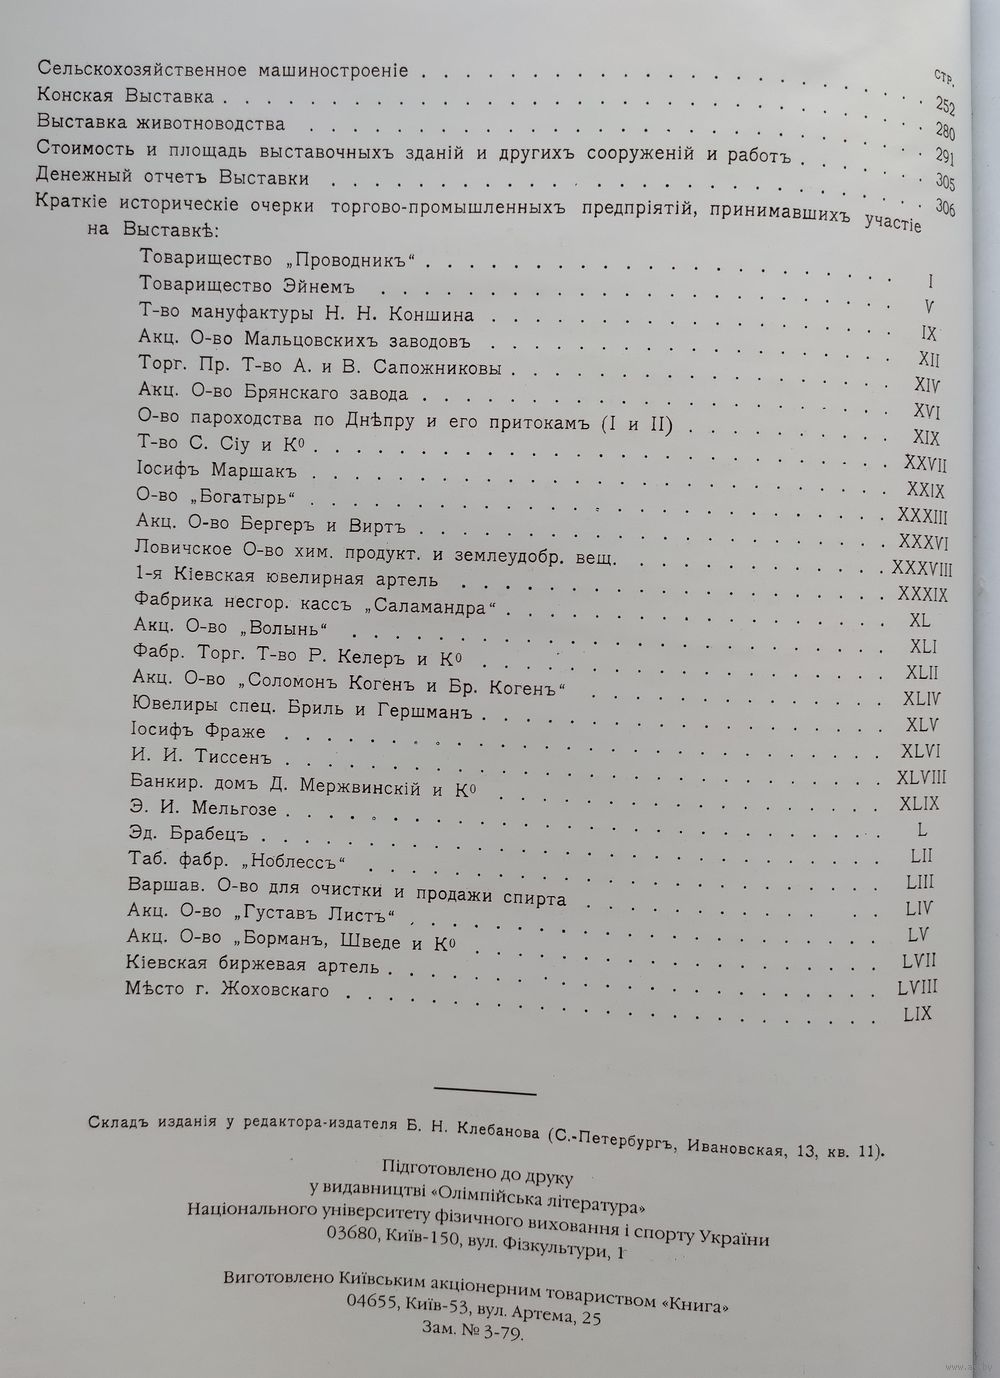 стр.
Сельскохозяйственное машиностроеніе . . . 252
Конская Выставка . . . 280
Выставка животноводства . . . 291
Стоимость и площадь выставочныхъ зданій и другихъ сооруженій и работъ . . . 305
Денежный отчетъ Выставки . . . 306
Краткіе историческіе очерки торгово-промышленныхъ предпріятій, принимавшихъ участіе
на Выставкѣ:
Товарищество „Проводникъ“ . . . I
Товарищество Эйнемъ . . . V
Т-во мануфактуры Н. Н. Коншина . . . IX
Акц. О-во Мальцовскихъ заводовъ . . . XII
Торг. Пр. Т-во А. и В. Сапожниковы . . . XIV
Акц. О-во Брянскаго завода . . . XVI
О-во пароходства по Днѣпру и его притокамъ (I и II) . . . XIX
Т-во С. Сіу и К⁰ . . . XXVII
Іосифъ Маршакъ . . . XXIX
О-во „Богатырь“ . . . XXXIII
Акц. О-во Бергеръ и Виртъ . . . XXXVI
Ловичское О-во хим. продукт. и землеудобр. вещ. . . . XXXVIII
1-я Кіевская ювелирная артель . . . XXXIX
Фабрика несгор. кассъ „Саламандра“ . . . XL
Акц. О-во „Волынь“ . . . XLI
Фабр. Торг. Т-во Р. Келеръ и К⁰ . . . XLII
Акц. О-во „Соломонъ Когенъ и Бр. Когенъ“ . . . XLIV
Ювелиры спец. Бриль и Гершманъ . . . XLV
Іосифъ Фраже . . . XLVI
И. И. Тиссенъ . . . XLVIII
Банкир. домъ Д. Мержвинскій и К⁰ . . . XLIX
Э. И. Мельгозе . . . L
Эд. Брабецъ . . . LII
Таб. фабр. „Ноблессъ“ . . . LIII
Варшав. О-во для очистки и продажи спирта . . . LIV
Акц. О-во „Густавъ Листъ“ . . . LV
Акц. О-во „Борманъ, Шведе и К⁰ . . . LVII
Кіевская биржевая артель . . . LVIII
Мѣсто г. Жоховскаго . . . LIX
Складъ изданія у редактора-издателя Б. Н. Клебанова (С.-Петербургъ, Ивановская, 13, кв. 11).
Підготовлено до друку
у видавництві «Олімпійська література»
Національного університету фізичного виховання і спорту України
03680, Київ-150, вул. Фізкультури, 1
Виготовлено Київським акціонерним товариством «Книга»
04655, Київ-53, вул. Артема, 25
Зам. № 3-79.